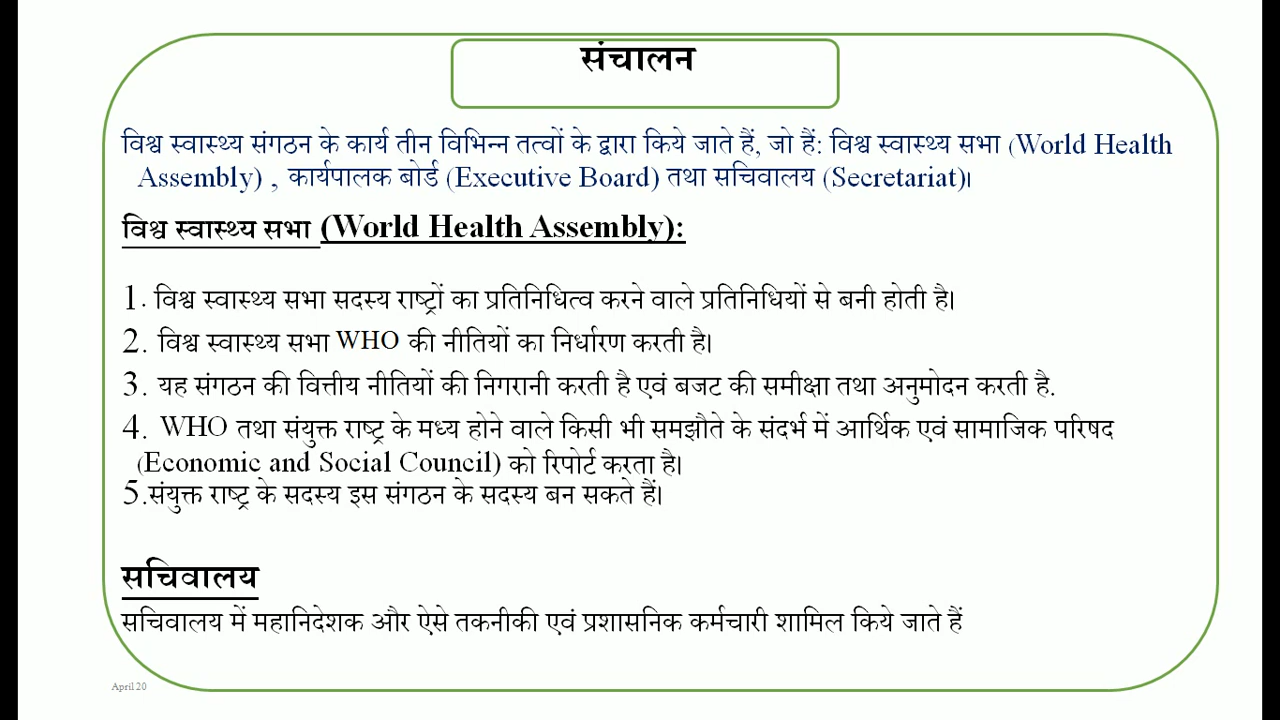 संचालन
विश्व स्वास्थ्य संगठन के कार्य तीन विभिन्न तत्वों के द्वारा किये जाते हैं, जो हैं: विश्व स्वास्थ्य सभा (World Health
Assembly) , कार्यपालक बोर्ड (Executive Board) तथा सचिवालय (Secretariat)।
विश्व स्वास्थ्य सभा (World Health Assembly):
1. विश्व स्वास्थ्य सभा सदस्य राष्ट्रों का प्रतिनिधित्व करने वाले प्रतिनिधियों से बनी होती है।
2. विश्व स्वास्थ्य सभा WHO की नीतियों का निर्धारण करती है।
3. यह संगठन की वित्तीय नीतियों की निगरानी करती है एवं बजट की समीक्षा तथा अनुमोदन करती है.
4. WHO तथा संयुक्त राष्ट्र के मध्य होने वाले किसी भी समझौते के संदर्भ में आर्थिक एवं सामाजिक परिषद
(Economic and Social Council) को रिपोर्ट करता है।
5.संयुक्त राष्ट्र के सदस्य इस संगठन के सदस्य बन सकते हैं।
सचिवालय
सचिवालय में महानिदेशक और ऐसे तकनीकी एवं प्रशासनिक कर्मचारी शामिल किये जाते हैं
April 20